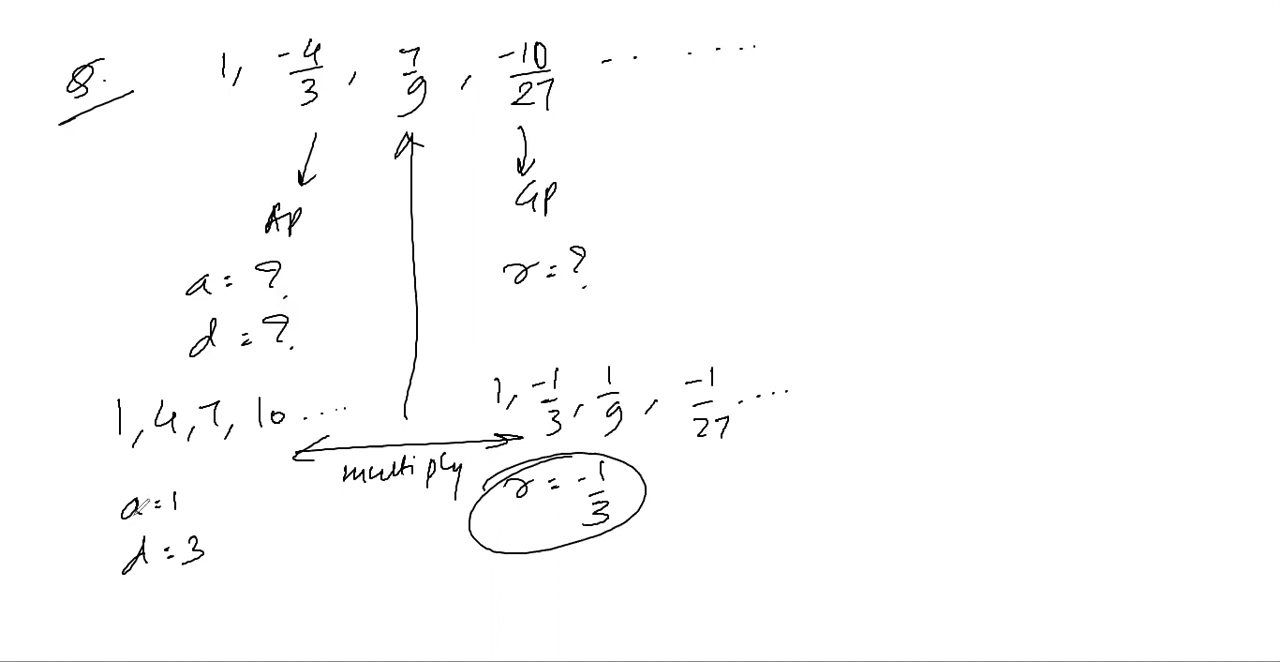 Q. 1, -4/3, 7/9, -10/27 ........
AP GP
a = ? r = ?
d = ?
1, 4, 7, 10 .... 1, -1/3, 1/9, -1/27 ....
multiply
a = 1 r = -1/3
d = 3